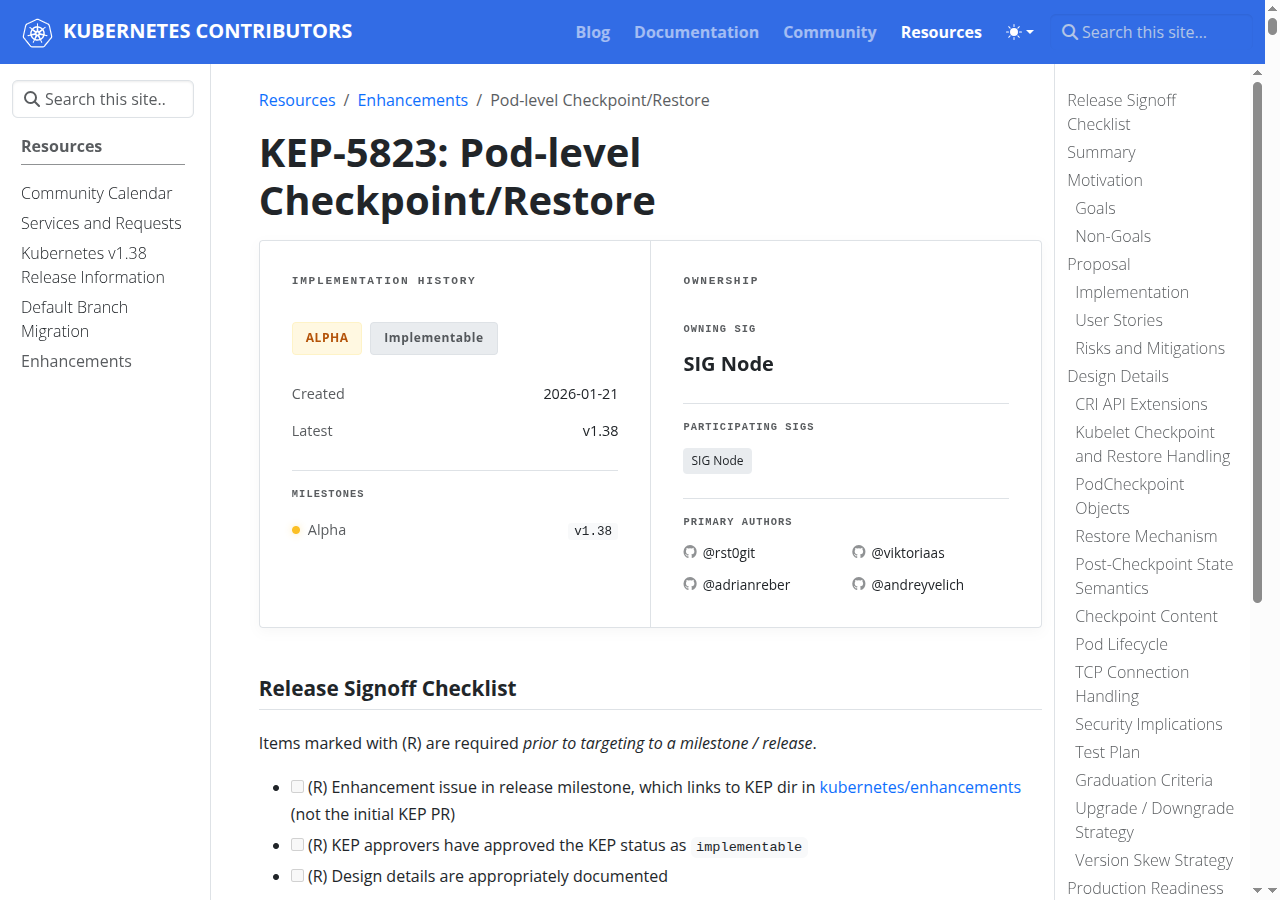 KUBERNETES CONTRIBUTORS
Blog
Documentation
Community
Resources
Search this site...
Search this site..
Resources
Community Calendar
Services and Requests
Kubernetes v1.38
Release Information
Default Branch
Migration
Enhancements
Resources / Enhancements / Pod-level Checkpoint/Restore
KEP-5823: Pod-level
Checkpoint/Restore
IMPLEMENTATION HISTORY
ALPHA
Implementable
Created 2026-01-21
Latest v1.38
MILESTONES
Alpha v1.38
OWNERSHIP
OWNING SIG
SIG Node
PARTICIPATING SIGS
SIG Node
PRIMARY AUTHORS
@rst0git @viktoriaas
@adrianreber @andreyvelich
Release Signoff Checklist
Items marked with (R) are required prior to targeting to a milestone / release.
(R) Enhancement issue in release milestone, which links to KEP dir in kubernetes/enhancements
(not the initial KEP PR)
(R) KEP approvers have approved the KEP status as implementable
(R) Design details are appropriately documented
Release Signoff
Checklist
Summary
Motivation
Goals
Non-Goals
Proposal
Implementation
User Stories
Risks and Mitigations
Design Details
CRI API Extensions
Kubelet Checkpoint
and Restore Handling
PodCheckpoint
Objects
Restore Mechanism
Post-Checkpoint State
Semantics
Checkpoint Content
Pod Lifecycle
TCP Connection
Handling
Security Implications
Test Plan
Graduation Criteria
Upgrade / Downgrade
Strategy
Version Skew Strategy
Production Readiness